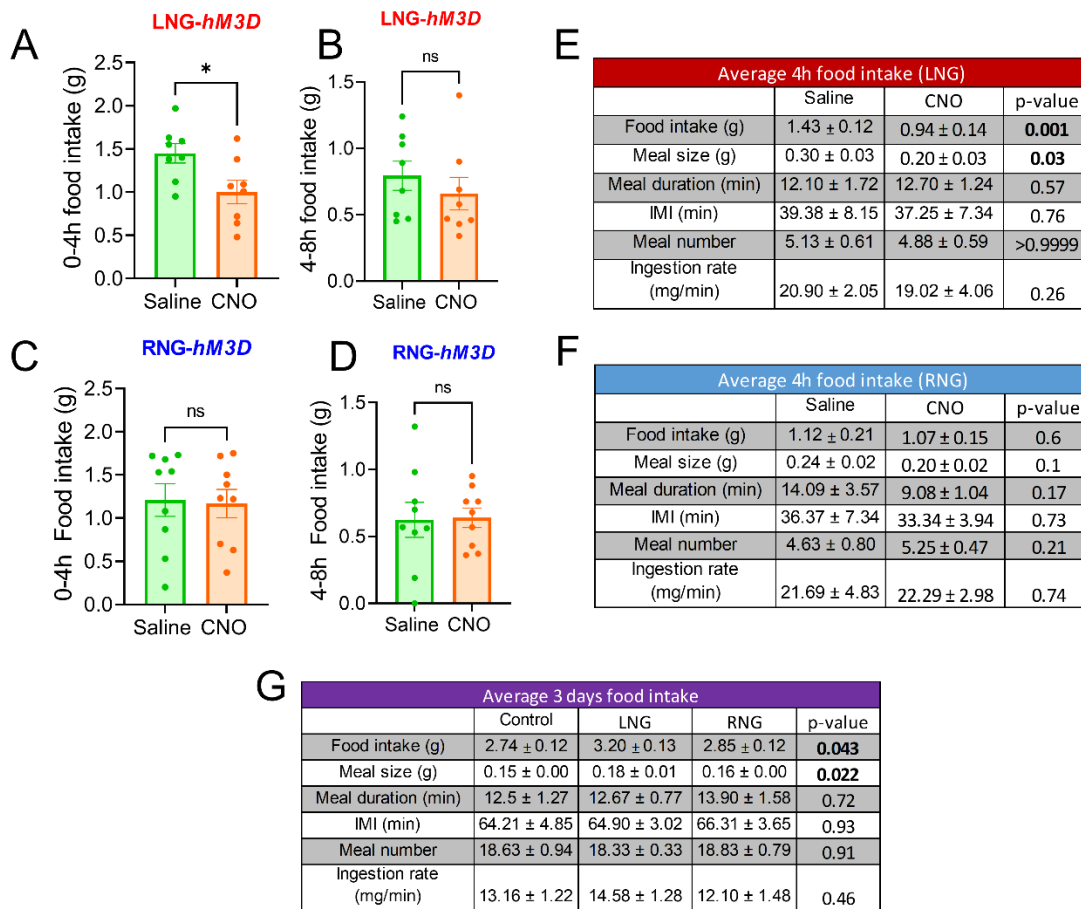 A
LNG-hM3D
0-4h food intake (g)
2.5
2.0
1.5
1.0
0.5
0.0
*
Saline CNO
B
LNG-hM3D
4-8h food intake (g)
1.5
1.0
0.5
0.0
ns
Saline CNO
C
RNG-hM3D
0-4h Food intake (g)
2.5
2.0
1.5
1.0
0.5
0.0
ns
Saline CNO
D
RNG-hM3D
4-8h Food intake (g)
1.5
1.0
0.5
0.0
ns
Saline CNO
E
Average 4h food intake (LNG)
Saline CNO p-value
Food intake (g) 1.43 ± 0.12 0.94 ± 0.14 0.001
Meal size (g) 0.30 ± 0.03 0.20 ± 0.03 0.03
Meal duration (min) 12.10 ± 1.72 12.70 ± 1.24 0.57
IMI (min) 39.38 ± 8.15 37.25 ± 7.34 0.76
Meal number 5.13 ± 0.61 4.88 ± 0.59 >0.9999
Ingestion rate
(mg/min) 20.90 ± 2.05 19.02 ± 4.06 0.26
F
Average 4h food intake (RNG)
Saline CNO p-value
Food intake (g) 1.12 ± 0.21 1.07 ± 0.15 0.6
Meal size (g) 0.24 ± 0.02 0.20 ± 0.02 0.1
Meal duration (min) 14.09 ± 3.57 9.08 ± 1.04 0.17
IMI (min) 36.37 ± 7.34 33.34 ± 3.94 0.73
Meal number 4.63 ± 0.80 5.25 ± 0.47 0.21
Ingestion rate
(mg/min) 21.69 ± 4.83 22.29 ± 2.98 0.74
G
Average 3 days food intake
Control LNG RNG p-value
Food intake (g) 2.74 ± 0.12 3.20 ± 0.13 2.85 ± 0.12 0.043
Meal size (g) 0.15 ± 0.00 0.18 ± 0.01 0.16 ± 0.00 0.022
Meal duration (min) 12.5 ± 1.27 12.67 ± 0.77 13.90 ± 1.58 0.72
IMI (min) 64.21 ± 4.85 64.90 ± 3.02 66.31 ± 3.65 0.93
Meal number 18.63 ± 0.94 18.33 ± 0.33 18.83 ± 0.79 0.91
Ingestion rate
(mg/min) 13.16 ± 1.22 14.58 ± 1.28 12.10 ± 1.48 0.46